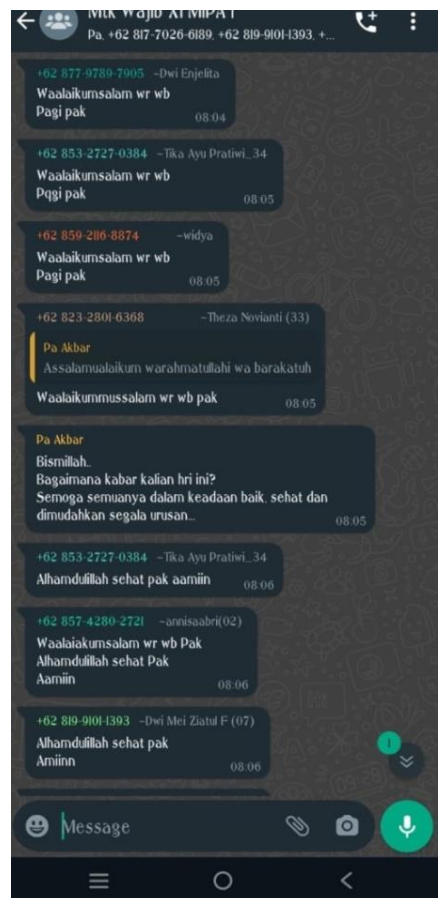 Mtk Wajib XI MIPA 1
Pa, +62 817-7026-6189, +62 819-9101-1393, +...
+62 877-9789-7905 ~Dwi Enjelita
Waalaikumsalam wr wb
Pagi pak
08:04
+62 853-2727-0384 ~Tika Ayu Pratiwi_34
Waalaikumsalam wr wb
Pqgi pak
08:05
+62 859-286-8874 ~widya
Waalaikumsalam wr wb
Pagi pak
08:05
+62 823-2801-6368 ~Theza Novianti (33)
Pa Akbar
Assalamualaikum warahmatullahi wa barakatuh
Waalaikummussalam wr wb pak
08:05
Pa Akbar
Bismillah..
Bagaimana kabar kalian hri ini?
Semoga semuanya dalam keadaan baik, sehat dan
dimudahkan segala urusan...
08:05
+62 853-2727-0384 ~Tika Ayu Pratiwi_34
Alhamdulillah sehat pak aamiin
08:06
+62 857-4280-2721 ~annisaabri(02)
Waalaiakumsalam wr wb Pak
Alhamdulillah sehat Pak
Aamiin
08:06
+62 819-9101-1393 ~Dwi Mei Ziatul F (07)
Alhamdulillah sehat pak
Amiinn
08:06
1
Message